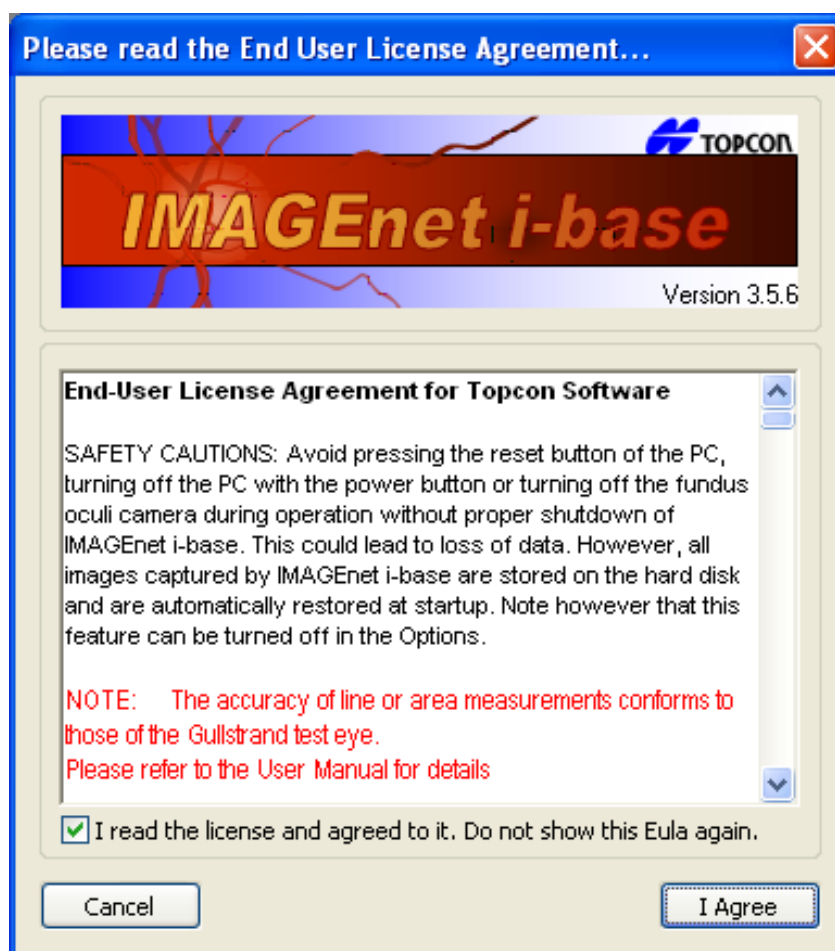 Please read the End User License Agreement...
TOPCON
IMAGEnet i-base
Version 3.5.6
End-User License Agreement for Topcon Software
SAFETY CAUTIONS: Avoid pressing the reset button of the PC,
turning off the PC with the power button or turning off the fundus
oculi camera during operation without proper shutdown of
IMAGEnet i-base. This could lead to loss of data. However, all
images captured by IMAGEnet i-base are stored on the hard disk
and are automatically restored at startup. Note however that this
feature can be turned off in the Options.
NOTE: The accuracy of line or area measurements conforms to
those of the Gullstrand test eye.
Please refer to the User Manual for details
I read the license and agreed to it. Do not show this Eula again.
Cancel
I Agree